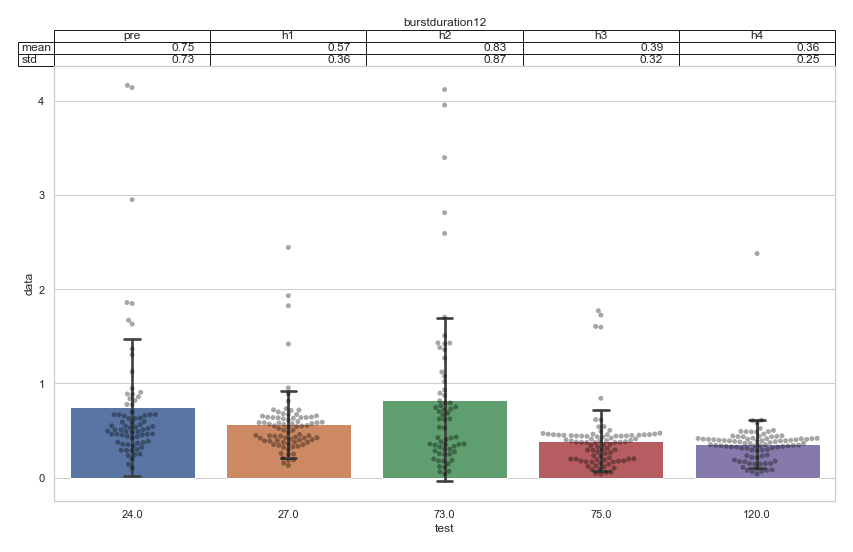 burstduration12
pre h1 h2 h3 h4
mean 0.75 0.57 0.83 0.39 0.36
std 0.73 0.36 0.87 0.32 0.25
4
3
data
2
1
0
24.0 27.0 73.0 75.0 120.0
test